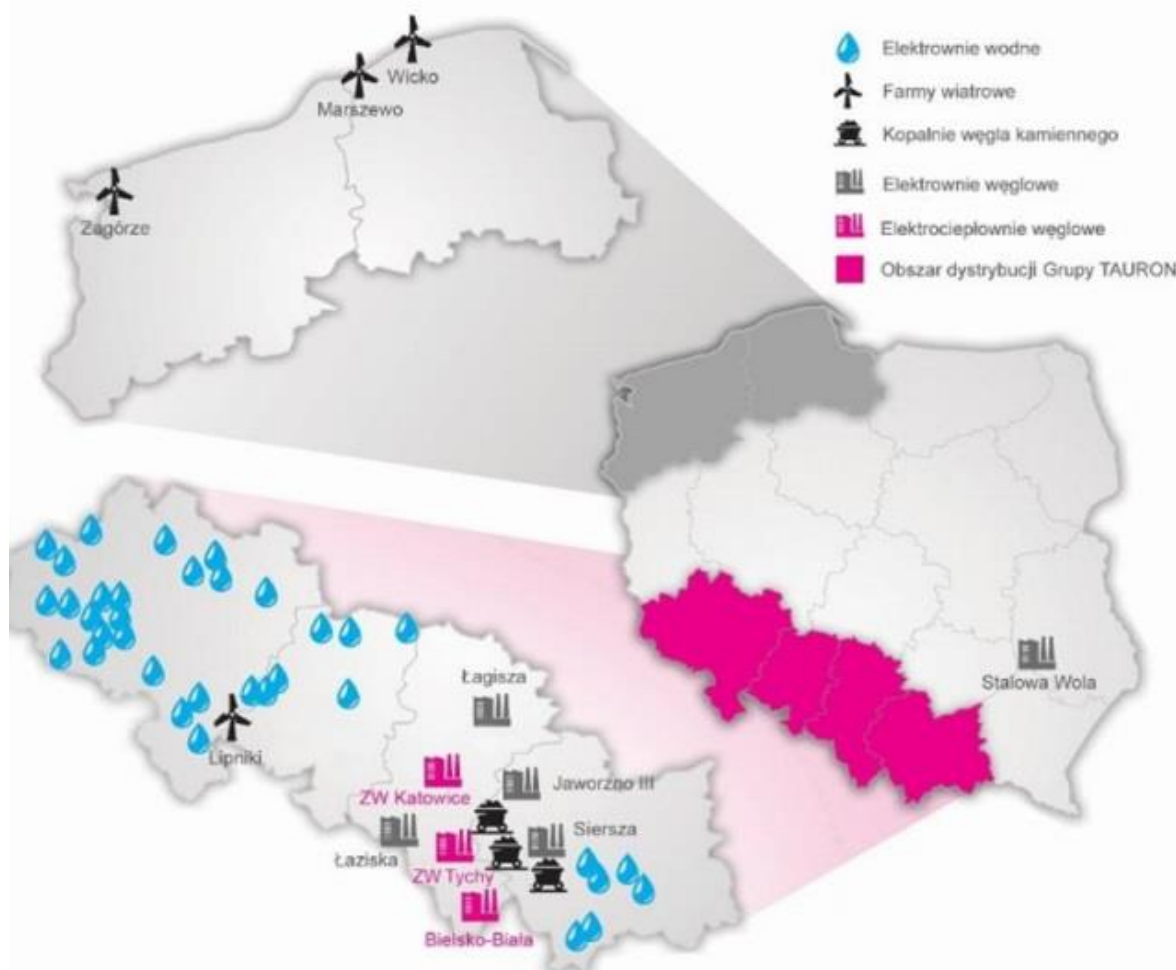 Wicko
Marszewo
Zagórze
Elektrownie wodne
Farmy wiatrowe
Kopalnie węgla kamiennego
Elektrownie węglowe
Elektrociepłownie węglowe
Obszar dystrybucji Grupy TAURON
Stalowa Wola
Łagisza
Lipniki
ZW Katowice
Jaworzno III
Łaziska
Siersza
ZW Tychy
Bielsko-Biała